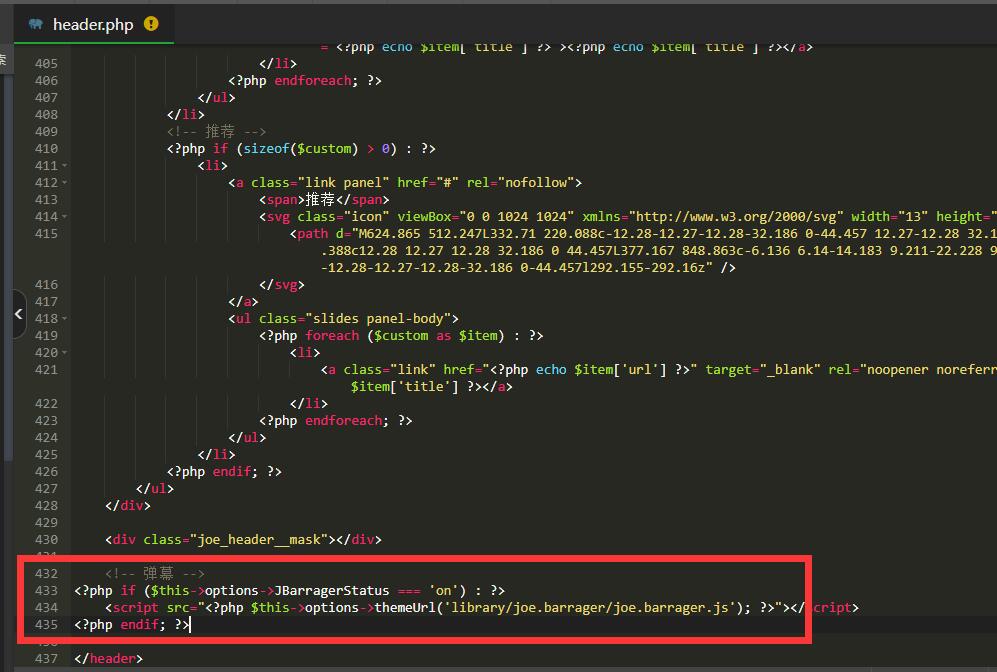 header.php
索
= <?php echo $item['title'] ?>"><?php echo $item['title'] ?></a>
405 </li>
406 <?php endforeach; ?>
407 </ul>
408 </li>
409 <!-- 推荐 -->
410 <?php if (sizeof($custom) > 0) : ?>
411 <li>
412 <a class="link panel" href="#" rel="nofollow">
413 <span>推荐</span>
414 <svg class="icon" viewBox="0 0 1024 1024" xmlns="http://www.w3.org/2000/svg" width="13" height="
415 <path d="M624.865 512.247L332.71 220.088c-12.28-12.27-12.28-32.186 0-44.457 12.27-12.28 32.1
.388c12.28 12.27 12.28 32.186 0 44.457L377.167 848.863c-6.136 6.14-14.183 9.211-22.228 9
-12.28-12.27-12.28-32.186 0-44.457l292.155-292.16z" />
416 </svg>
417 </a>
418 <ul class="slides panel-body">
419 <?php foreach ($custom as $item) : ?>
420 <li>
421 <a class="link" href="<?php echo $item['url'] ?>" target="_blank" rel="noopener noreferr
$item['title'] ?></a>
422 </li>
423 <?php endforeach; ?>
424 </ul>
425 </li>
426 <?php endif; ?>
427 </ul>
428 </div>
429
430 <div class="joe_header__mask"></div>
431
432 <!-- 弹幕 -->
433 <?php if ($this->options->JBarragerStatus === 'on') : ?>
434 <script src="<?php $this->options->themeUrl('library/joe.barrager/joe.barrager.js'); ?>"></script>
435 <?php endif; ?>
436
437 </header>